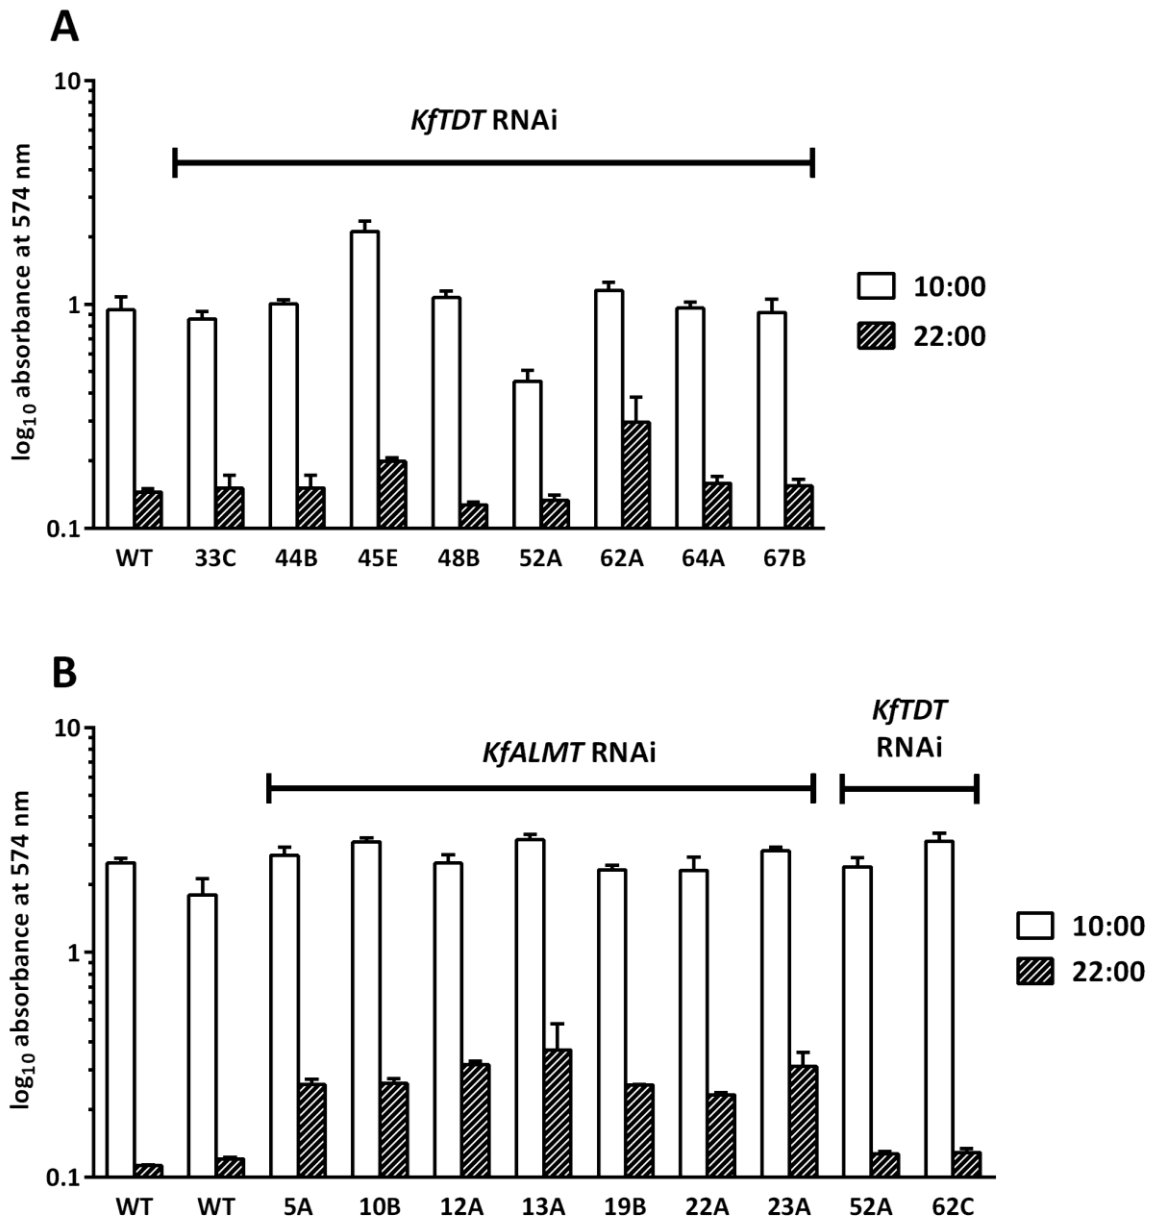 A
10
1
0.1
log₁₀ absorbance at 574 nm
KfTDT RNAi
10:00
22:00
WT 33C 44B 45E 48B 52A 62A 64A 67B
B
10
1
0.1
log₁₀ absorbance at 574 nm
KfALMT RNAi
KfTDT
RNAi
10:00
22:00
WT WT 5A 10B 12A 13A 19B 22A 23A 52A 62C